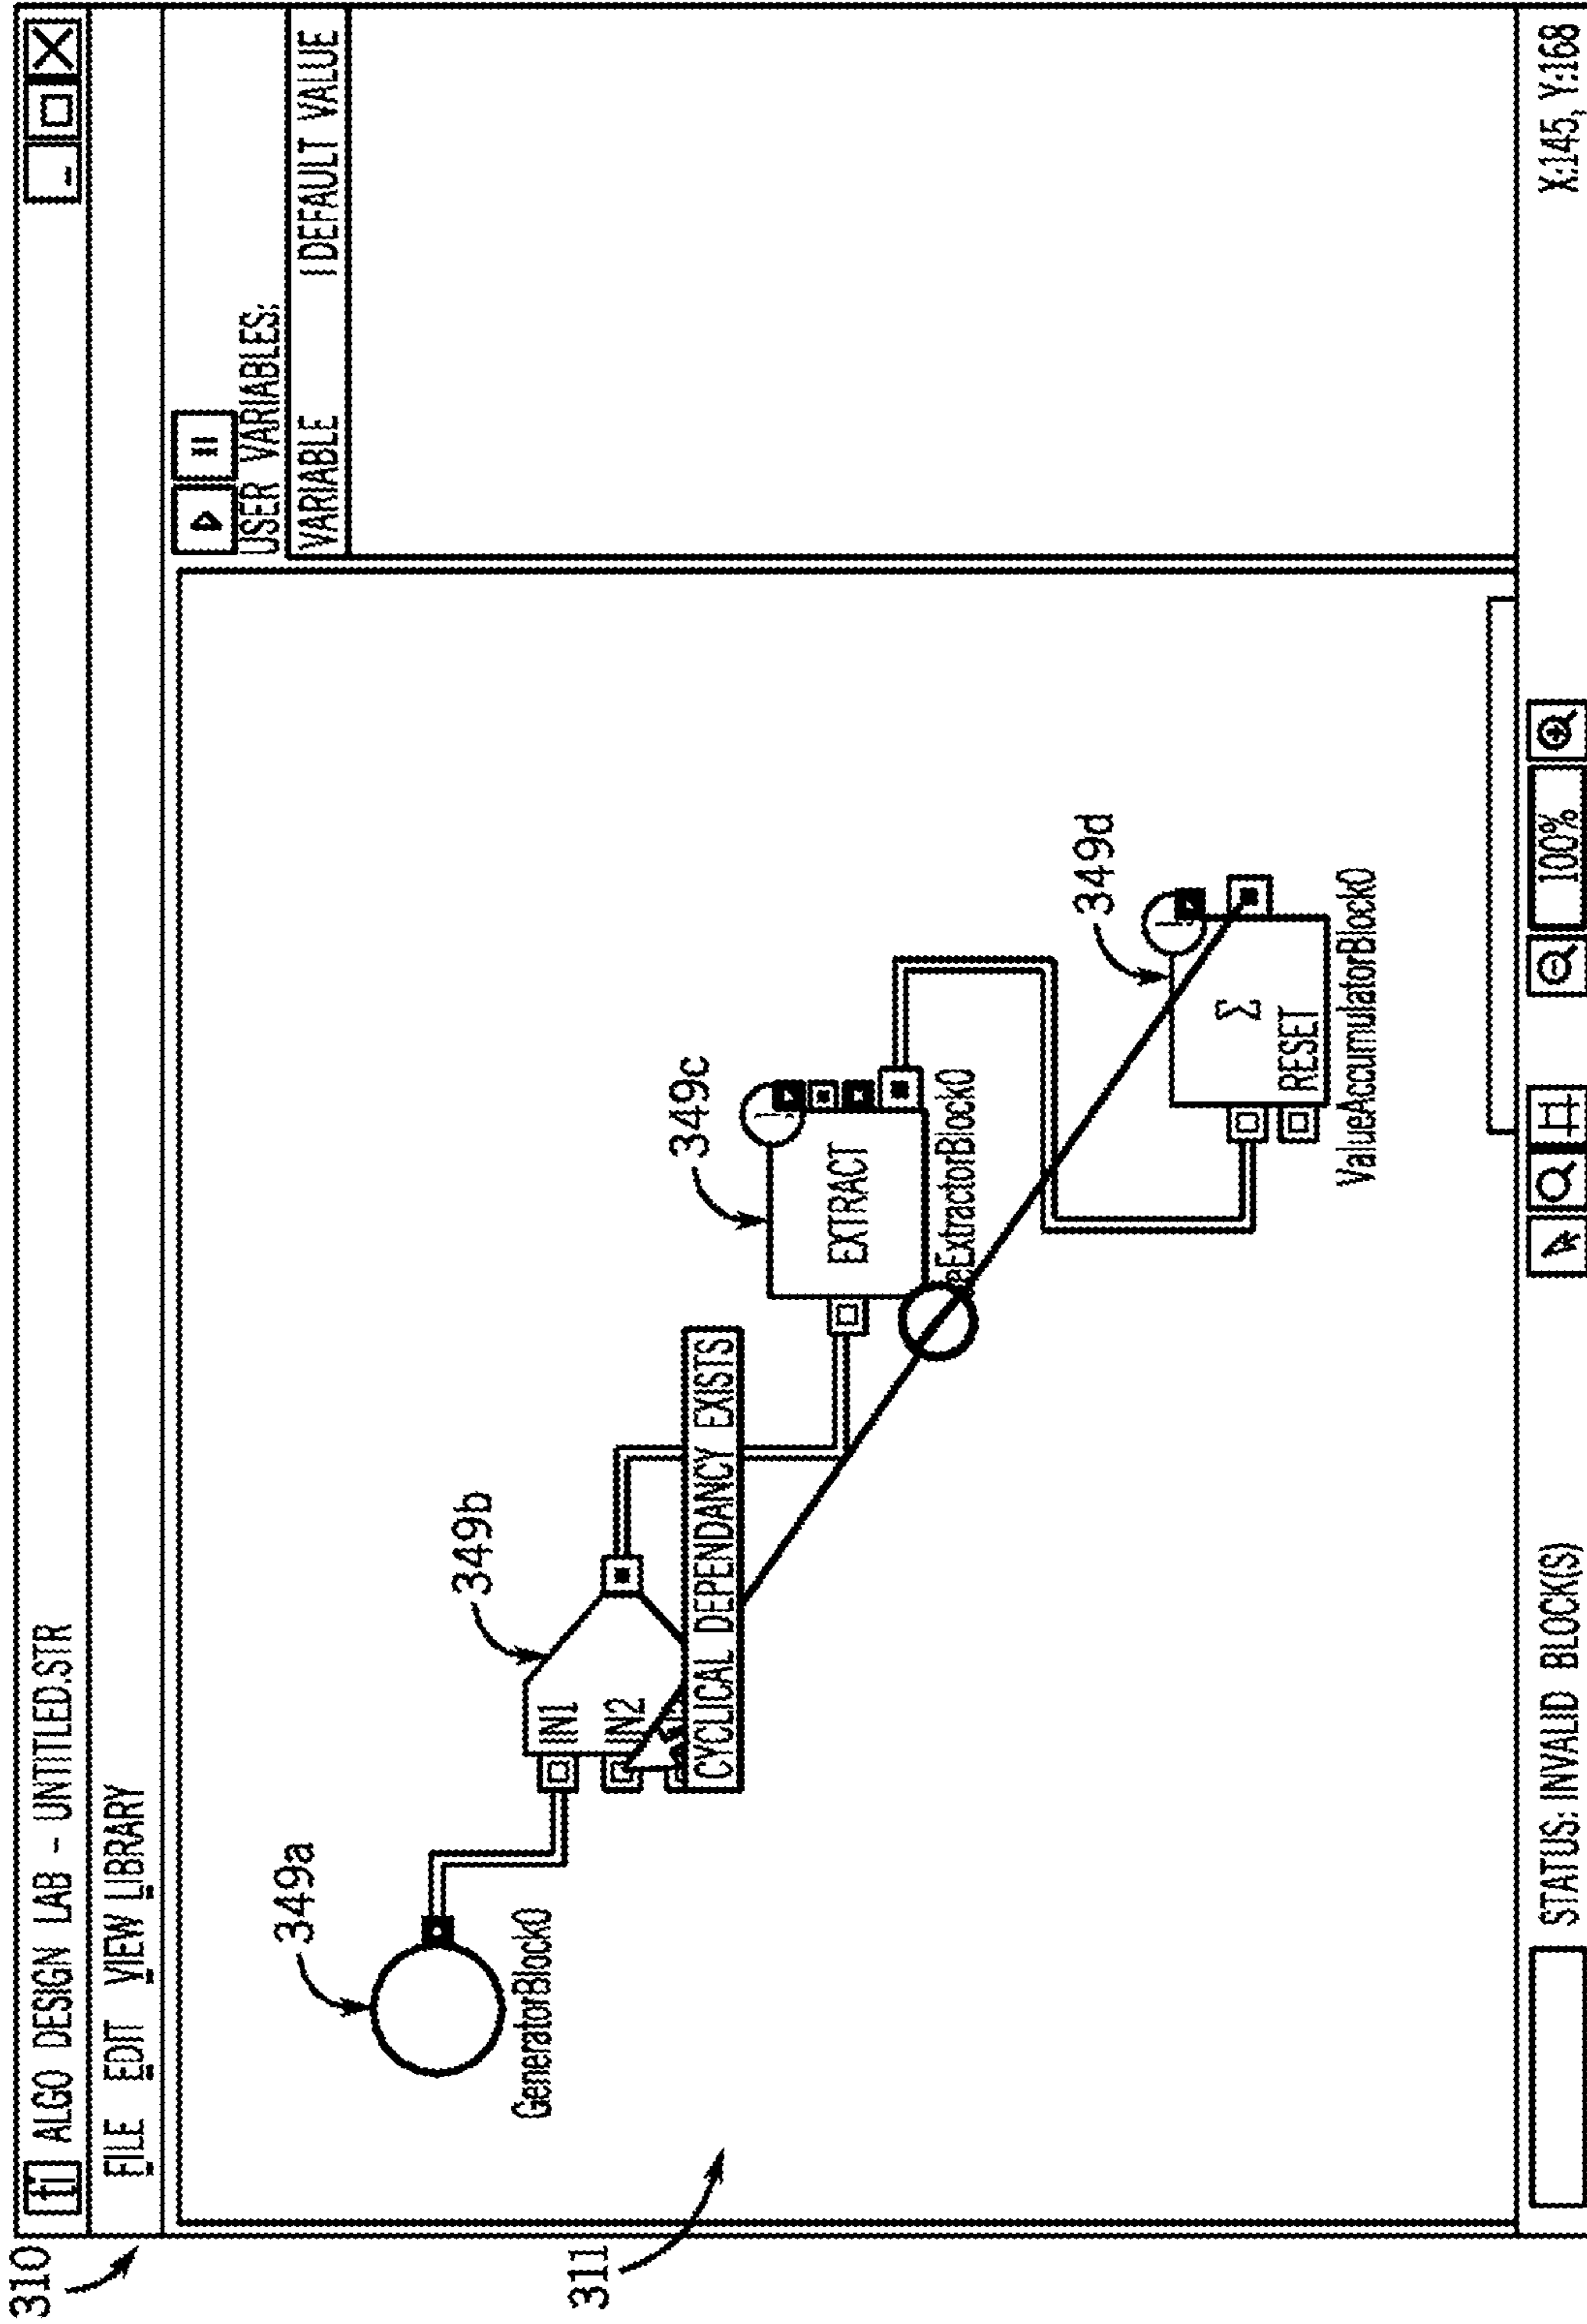 310
ALGO DESIGN LAB - UNTITLED.STR
FILE EDIT VIEW LIBRARY
USER VARIABLES:
VARIABLE DEFAULT VALUE
311
349a
GeneratorBlock0
349b
IN1
IN2
CYCLICAL DEPENDANCY EXISTS
349c
EXTRACT
eExtractorBlock0
349d
Σ
RESET
ValueAccumulatorBlock0
STATUS: INVALID BLOCK(S)
100%
X:145, Y:168